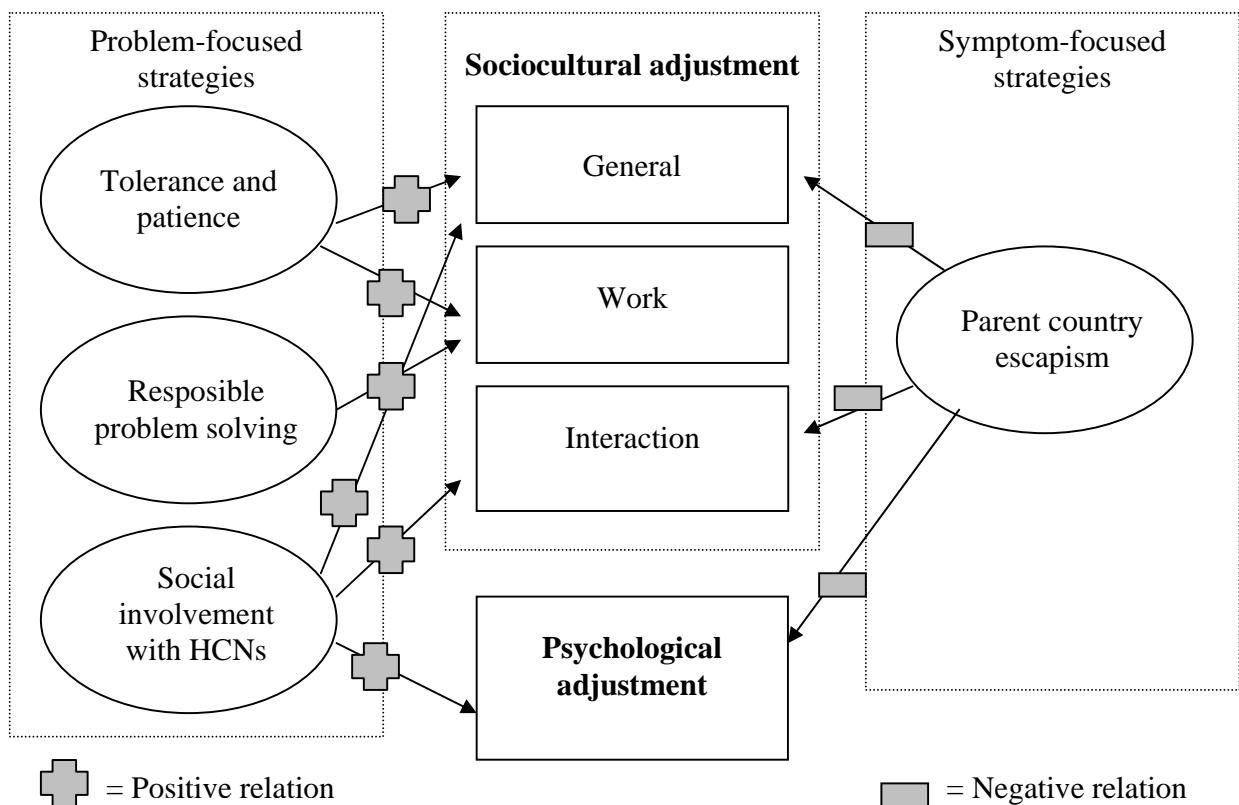 Problem-focused
strategies
Tolerance and
patience
Resposible
problem solving
Social
involvement
with HCNs
Sociocultural adjustment
General
Work
Interaction
Psychological
adjustment
Symptom-focused
strategies
Parent country
escapism
= Positive relation
= Negative relation